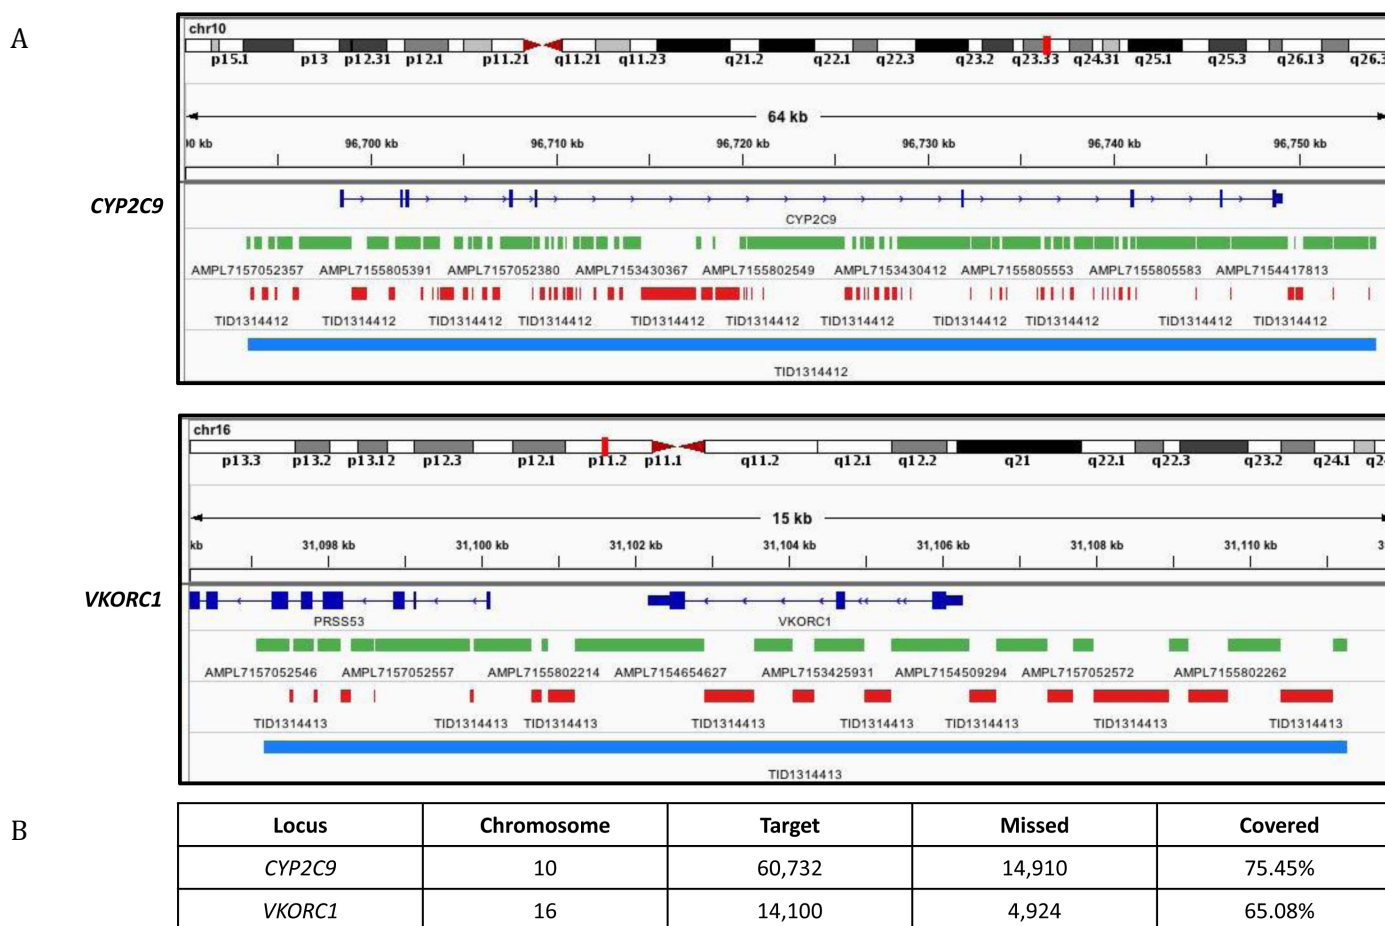 A
chr10
p15.1 p13 p12.31 p12.1 p11.21 q11.21 q11.23 q21.2 q22.1 q22.3 q23.2 q23.33 q24.31 q25.1 q25.3 q26.13 q26.3
64 kb
00 kb 96,700 kb 96,710 kb 96,720 kb 96,730 kb 96,740 kb 96,750 kb
CYP2C9
CYP2C9
AMPL7157052357 AMPL7155805391 AMPL7157052380 AMPL7153430367 AMPL7155802549 AMPL7153430412 AMPL7155805553 AMPL7155805583 AMPL7154417813
TID1314412 TID1314412 TID1314412 TID1314412 TID1314412 TID1314412 TID1314412 TID1314412 TID1314412 TID1314412 TID1314412
TID1314412
chr16
p13.3 p13.2 p13.12 p12.3 p12.1 p11.2 p11.1 q11.2 q12.1 q12.2 q21 q22.1 q22.3 q23.2 q24.1 q24
15 kb
kb 31,098 kb 31,100 kb 31,102 kb 31,104 kb 31,106 kb 31,108 kb 31,110 kb 3
VKORC1
PRSS53 VKORC1
AMPL7157052546 AMPL7157052557 AMPL7155802214 AMPL7154654627 AMPL7153425931 AMPL7154509294 AMPL7157052572 AMPL7155802262
TID1314413 TID1314413 TID1314413 TID1314413 TID1314413 TID1314413 TID1314413 TID1314413
TID1314413
B
Locus Chromosome Target Missed Covered
CYP2C9 10 60,732 14,910 75.45%
VKORC1 16 14,100 4,924 65.08%